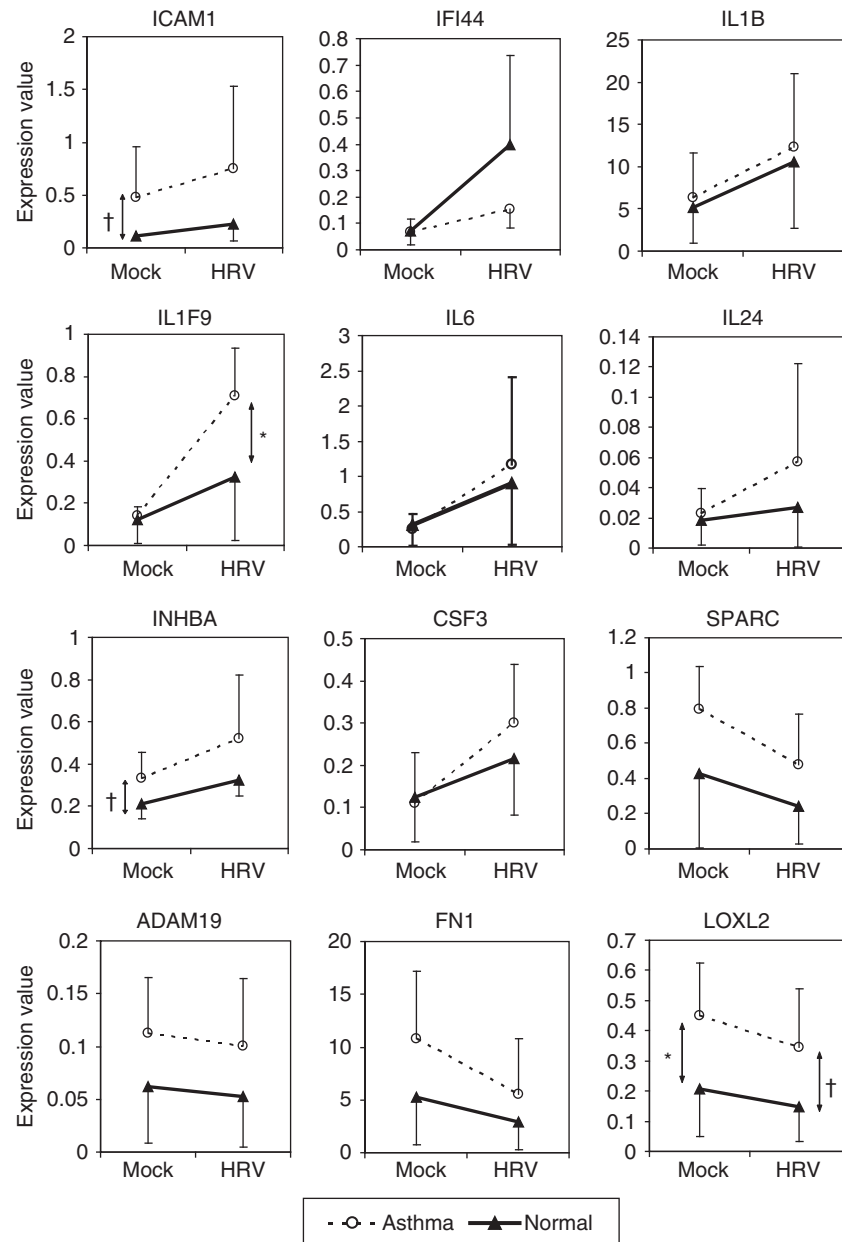 ICAM1
2
1.5
1
0.5
0
Expression value
†
Mock HRV
IFI44
0.8
0.7
0.6
0.5
0.4
0.3
0.2
0.1
0
Mock HRV
IL1B
25
20
15
10
5
0
Mock HRV
IL1F9
1
0.8
0.6
0.4
0.2
0
Expression value
*
Mock HRV
IL6
3
2.5
2
1.5
1
0.5
0
Mock HRV
IL24
0.14
0.12
0.1
0.08
0.06
0.04
0.02
0
Mock HRV
INHBA
1
0.8
0.6
0.4
0.2
0
Expression value
†
Mock HRV
CSF3
0.5
0.4
0.3
0.2
0.1
0
Mock HRV
SPARC
1.2
1
0.8
0.6
0.4
0.2
0
Mock HRV
ADAM19
0.2
0.15
0.1
0.05
0
Expression value
Mock HRV
FN1
20
15
10
5
0
Mock HRV
LOXL2
0.7
0.6
0.5
0.4
0.3
0.2
0.1
0
*
†
Mock HRV
Asthma Normal